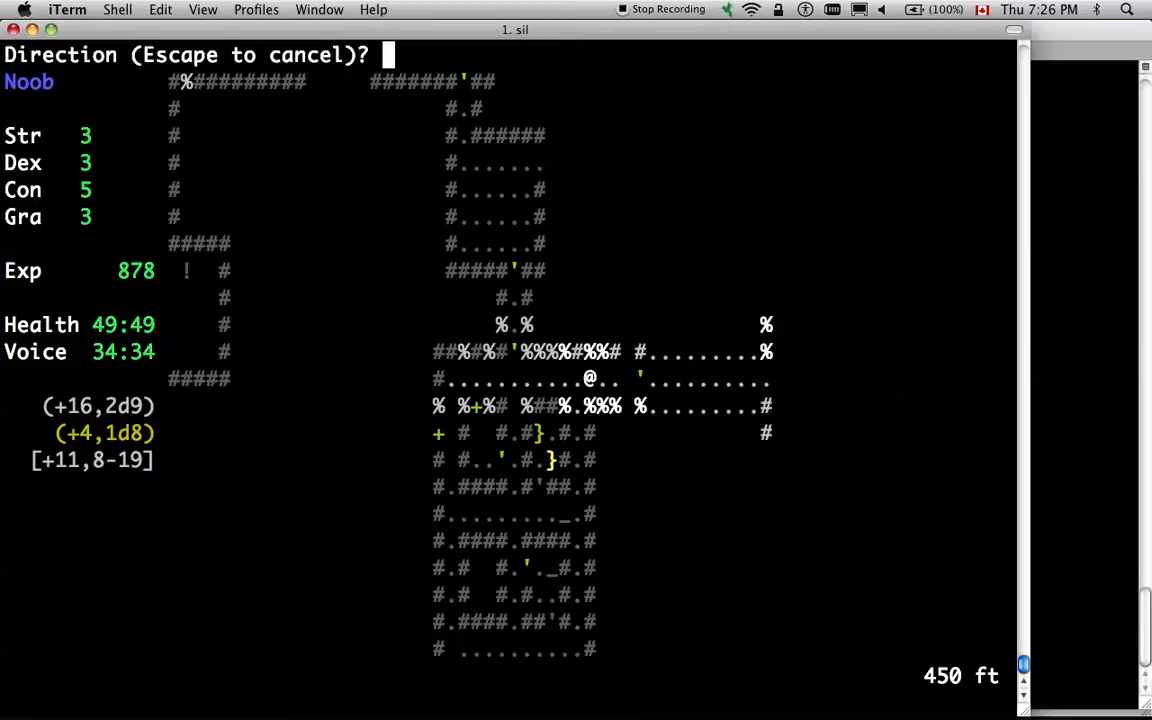 iTerm Shell Edit View Profiles Window Help Stop Recording (100%) Thu 7:26 PM
1. sil
Direction (Escape to cancel)?
Noob #%######### #######'##
# #.#
Str 3 # #.######
Dex 3 # #.......
Con 5 # #......#
Gra 3 # #......#
##### #......#
Exp 878 ! # #####'##
# #.#
Health 49:49 # %.% %
Voice 34:34 # ##%#%#'%%%%#%%# #.........%
##### #...........@.. '..........
(+16,2d9) % %+%# %##%.%%% %.........#
(+4,1d8) + # #.#}.#.# #
[+11,8-19] # #..'.#.}#.#
#.####.#'##.#
#........._.#
#.####.####.#
#.# #.'._#.#
#.# #.#..#.#
#.####.##'#.#
# ..........#
450 ft